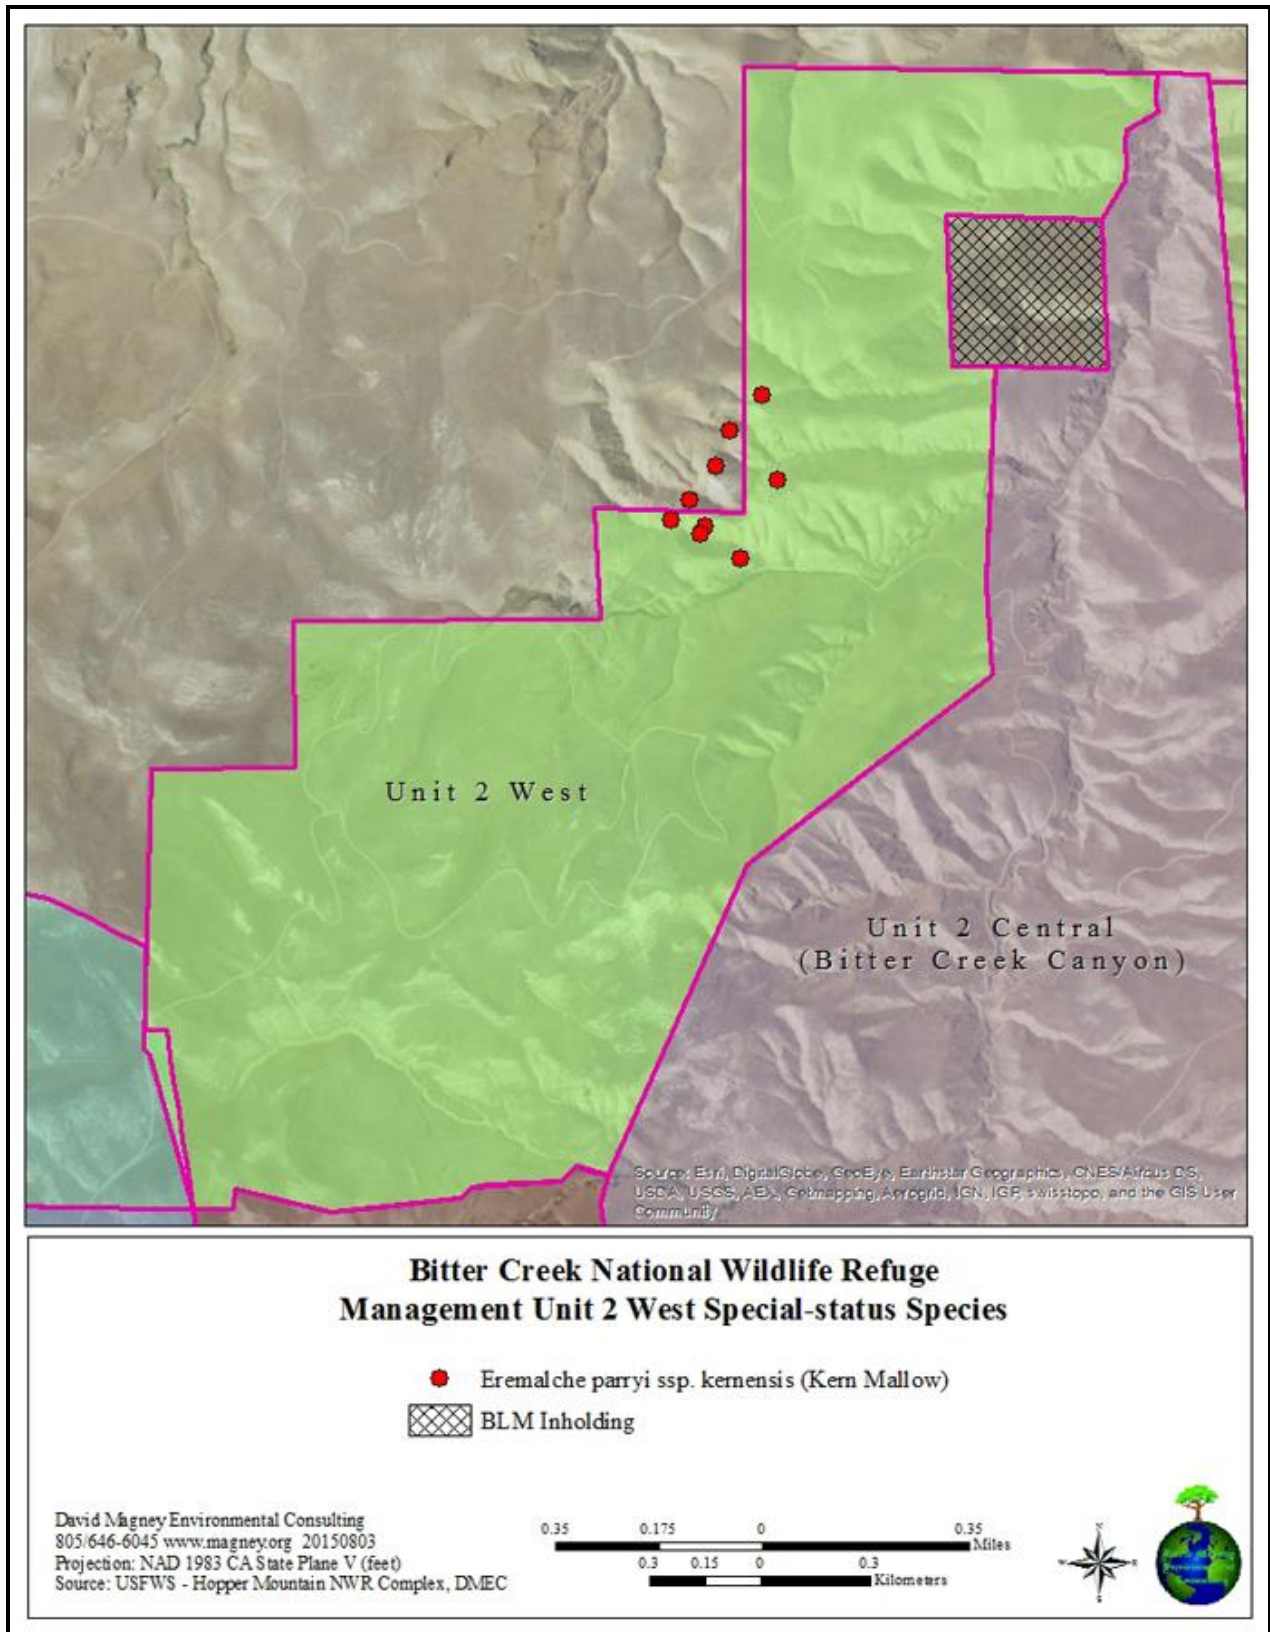 Unit 2 West
Unit 2 Central
(Bitter Creek Canyon)
Source: Esri, DigitalGlobe, GeoEye, Earthstar Geographics, CNES/Airbus DS,
USDA, USGS, AEX, Getmapping, Aerogrid, IGN, IGP, swisstopo, and the GIS User
Community
Bitter Creek National Wildlife Refuge
Management Unit 2 West Special-status Species
Eremalche parryi ssp. kernensis (Kern Mallow)
BLM Inholding
David Magney Environmental Consulting
805/646-6045 www.magney.org 20150803
Projection: NAD 1983 CA State Plane V (feet)
Source: USFWS - Hopper Mountain NWR Complex, DMEC
0.35 0.175 0 0.35
Miles
0.3 0.15 0 0.3
Kilometers
N
W E
S